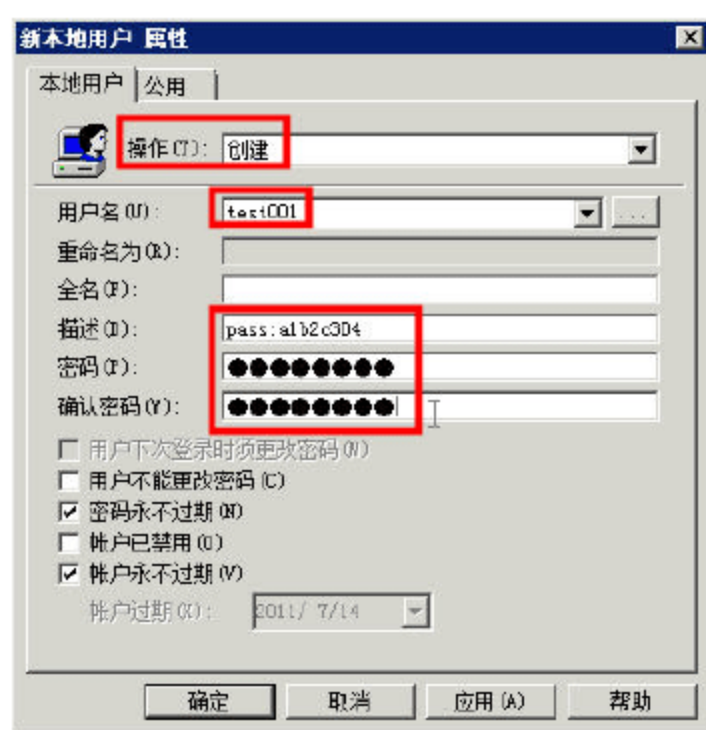 新本地用户 属性
本地用户 公用
操作(T): 创建
用户名(U): test001 ...
重命名为(R):
全名(F):
描述(D): pass:a1b2c3D4
密码(P): ●●●●●●●●
确认密码(Y): ●●●●●●●●
用户下次登录时须更改密码(N)
用户不能更改密码(C)
密码永不过期(N)
帐户已禁用(O)
帐户永不过期(V)
帐户过期(X): 2011/ 7/14
确定 取消 应用(A) 帮助